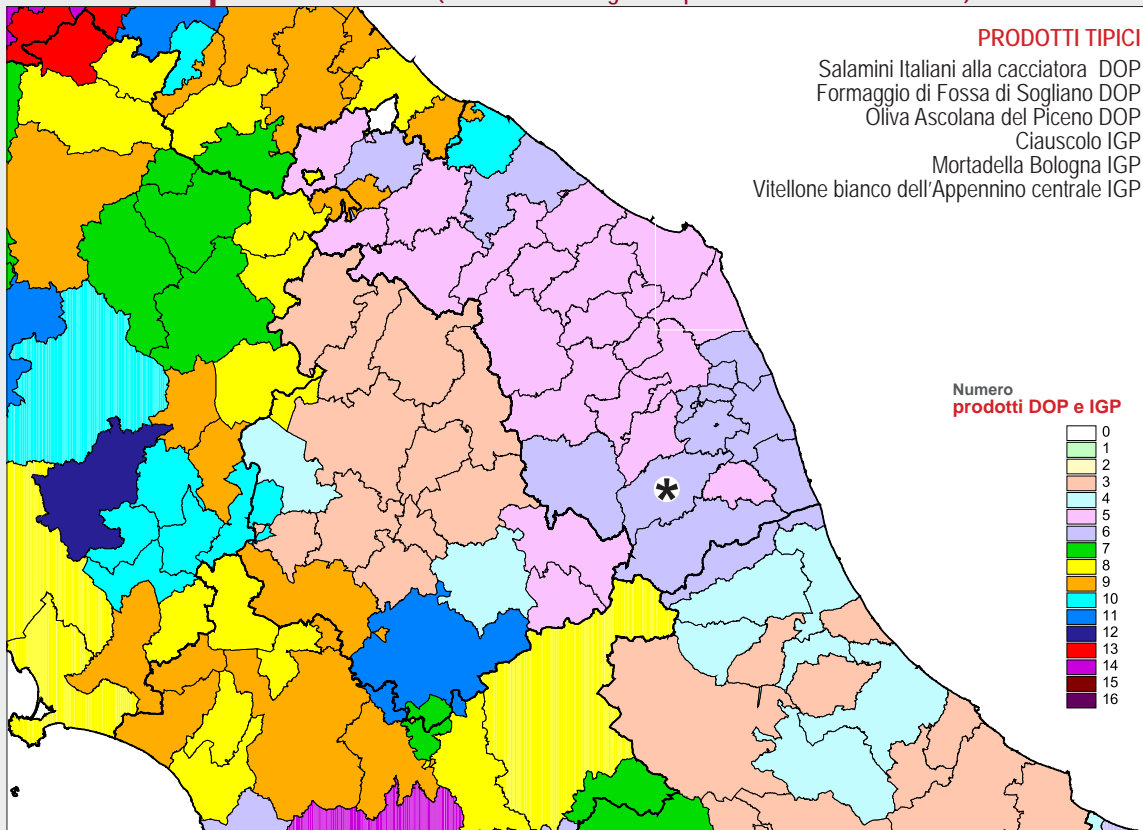 PRODOTTI TIPICI
Salamini Italiani alla cacciatora DOP
Formaggio di Fossa di Sogliano DOP
Oliva Ascolana del Piceno DOP
Ciauscolo IGP
Mortadella Bologna IGP
Vitellone bianco dell'Appennino centrale IGP
*
Numero
prodotti DOP e IGP
0
1
2
3
4
5
6
7
8
9
10
11
12
13
14
15
16